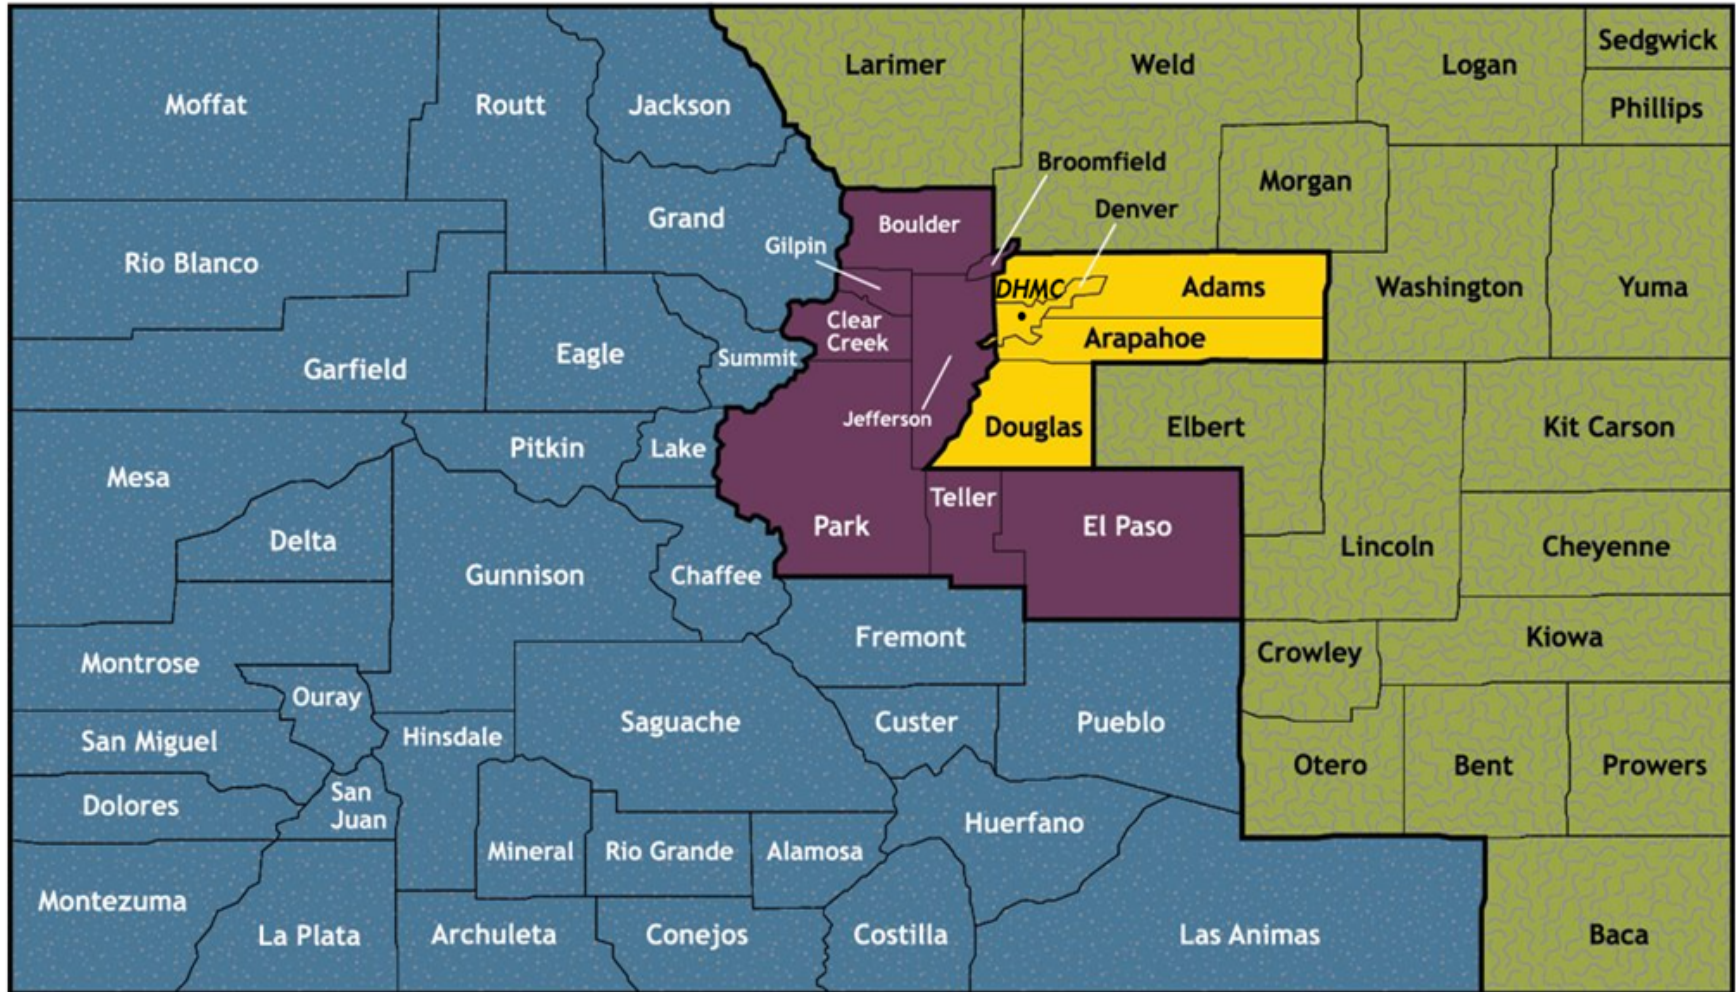 Sedgwick
Larimer
Weld
Logan
Moffat
Routt
Jackson
Phillips
Broomfield
Morgan
Denver
Grand
Boulder
Gilpin
Rio Blanco
DHMC
Adams
Washington
Yuma
Clear
Creek
Arapahoe
Eagle
Summit
Garfield
Jefferson
Douglas
Elbert
Kit Carson
Pitkin
Lake
Mesa
Teller
Park
El Paso
Delta
Lincoln
Cheyenne
Gunnison
Chaffee
Fremont
Kiowa
Crowley
Montrose
Ouray
Saguache
Custer
Pueblo
Hinsdale
San Miguel
Otero
Bent
Prowers
Dolores
San
Juan
Huerfano
Mineral
Rio Grande
Alamosa
Montezuma
La Plata
Archuleta
Conejos
Costilla
Las Animas
Baca